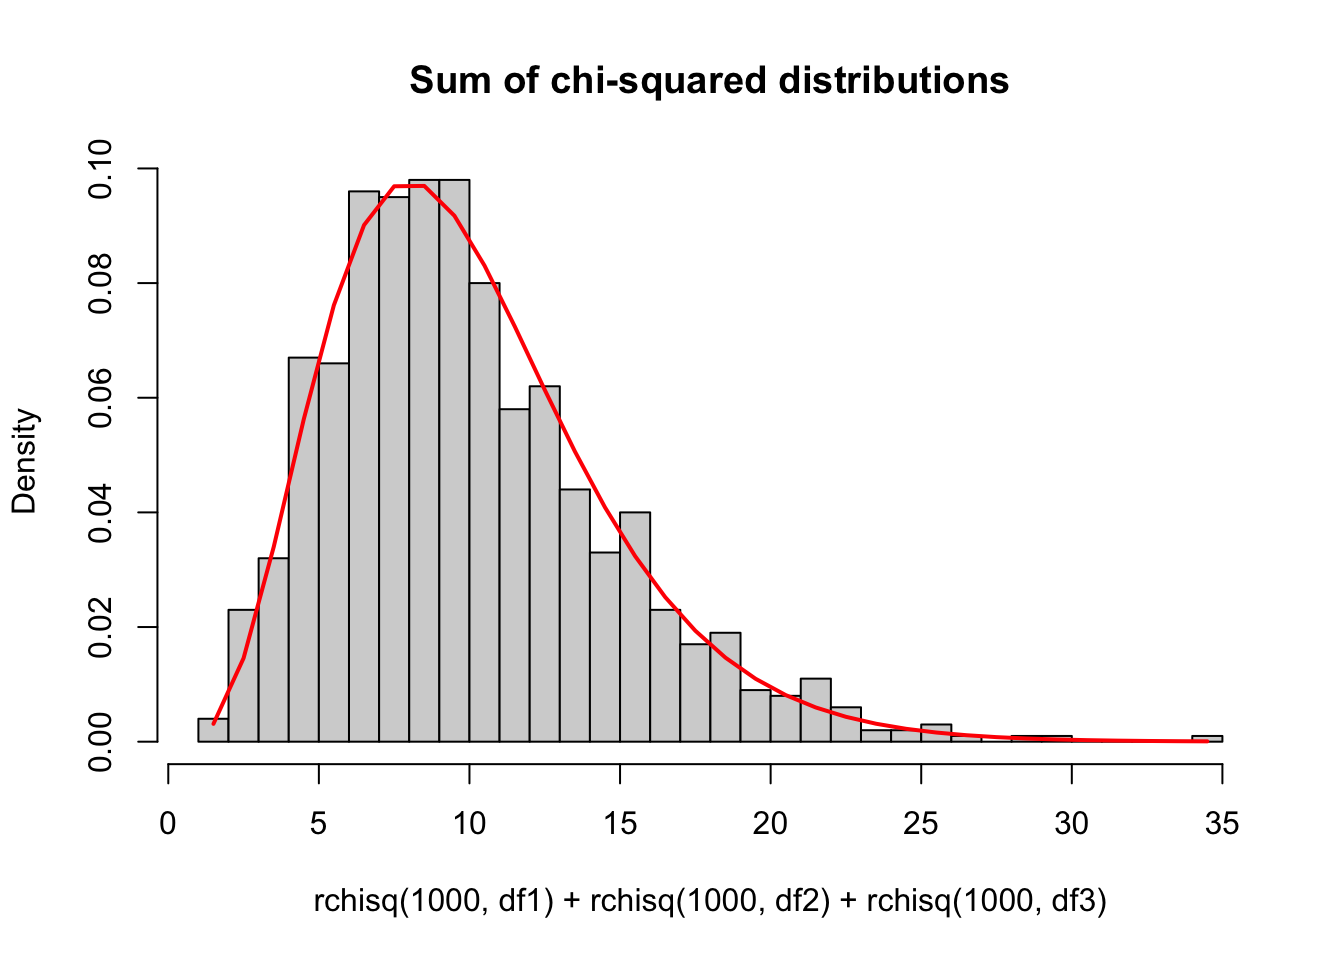 Sum of chi-squared distributions
Density
0.10
0.08
0.06
0.04
0.02
0.00
0 5 10 15 20 25 30 35
rchisq(1000, df1) + rchisq(1000, df2) + rchisq(1000, df3)